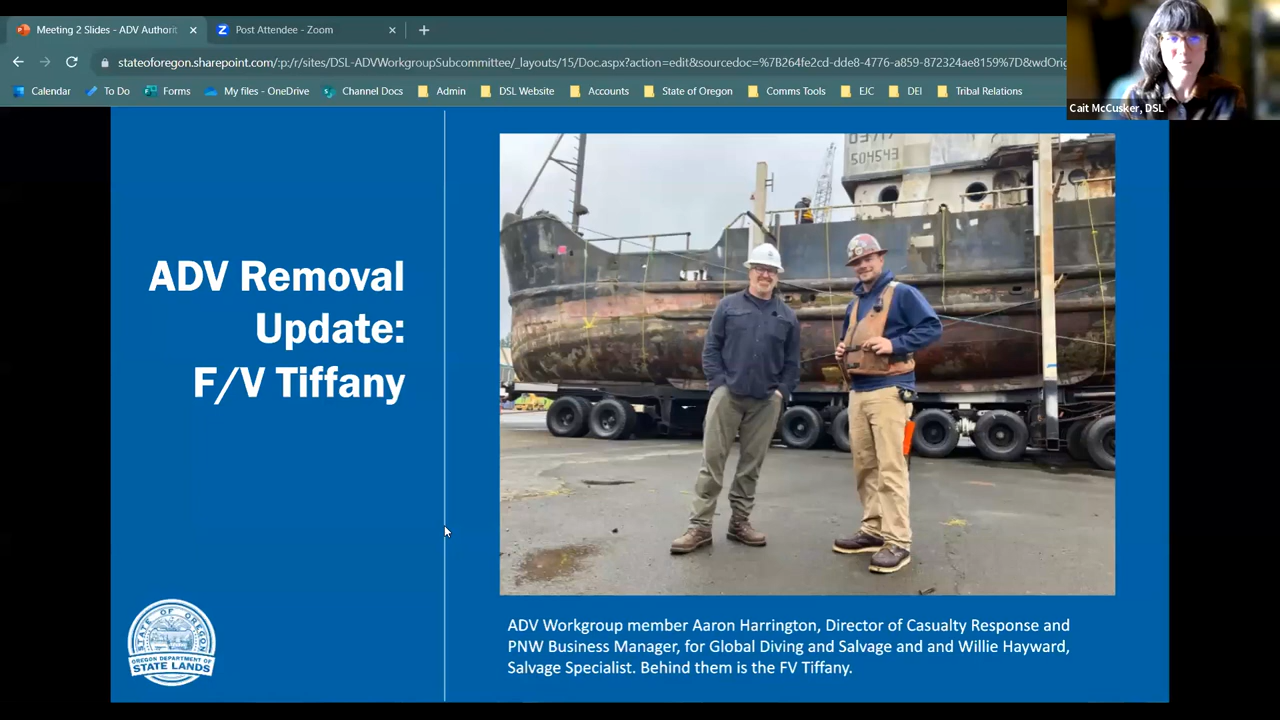 Meeting 2 Slides - ADV Authorit
Post Attendee - Zoom
stateoforegon.sharepoint.com/:p:/r/sites/DSL-ADVWorkgroupSubcommittee/_layouts/15/Doc.aspx?action=edit&sourcedoc=%7B264fe2cd-dde8-4776-a859-872324ae8159%7D&wdOrig
Calendar
To Do
Forms
My files - OneDrive
Channel Docs
Admin
DSL Website
Accounts
State of Oregon
Comms Tools
EJC
DEI
Tribal Relations
Cait McCusker, DSL
504543
ADV Removal
Update:
F/V Tiffany
STATE OF OREGON
OREGON DEPARTMENT OF
STATE LANDS
ADV Workgroup member Aaron Harrington, Director of Casualty Response and
PNW Business Manager, for Global Diving and Salvage and and Willie Hayward,
Salvage Specialist. Behind them is the FV Tiffany.